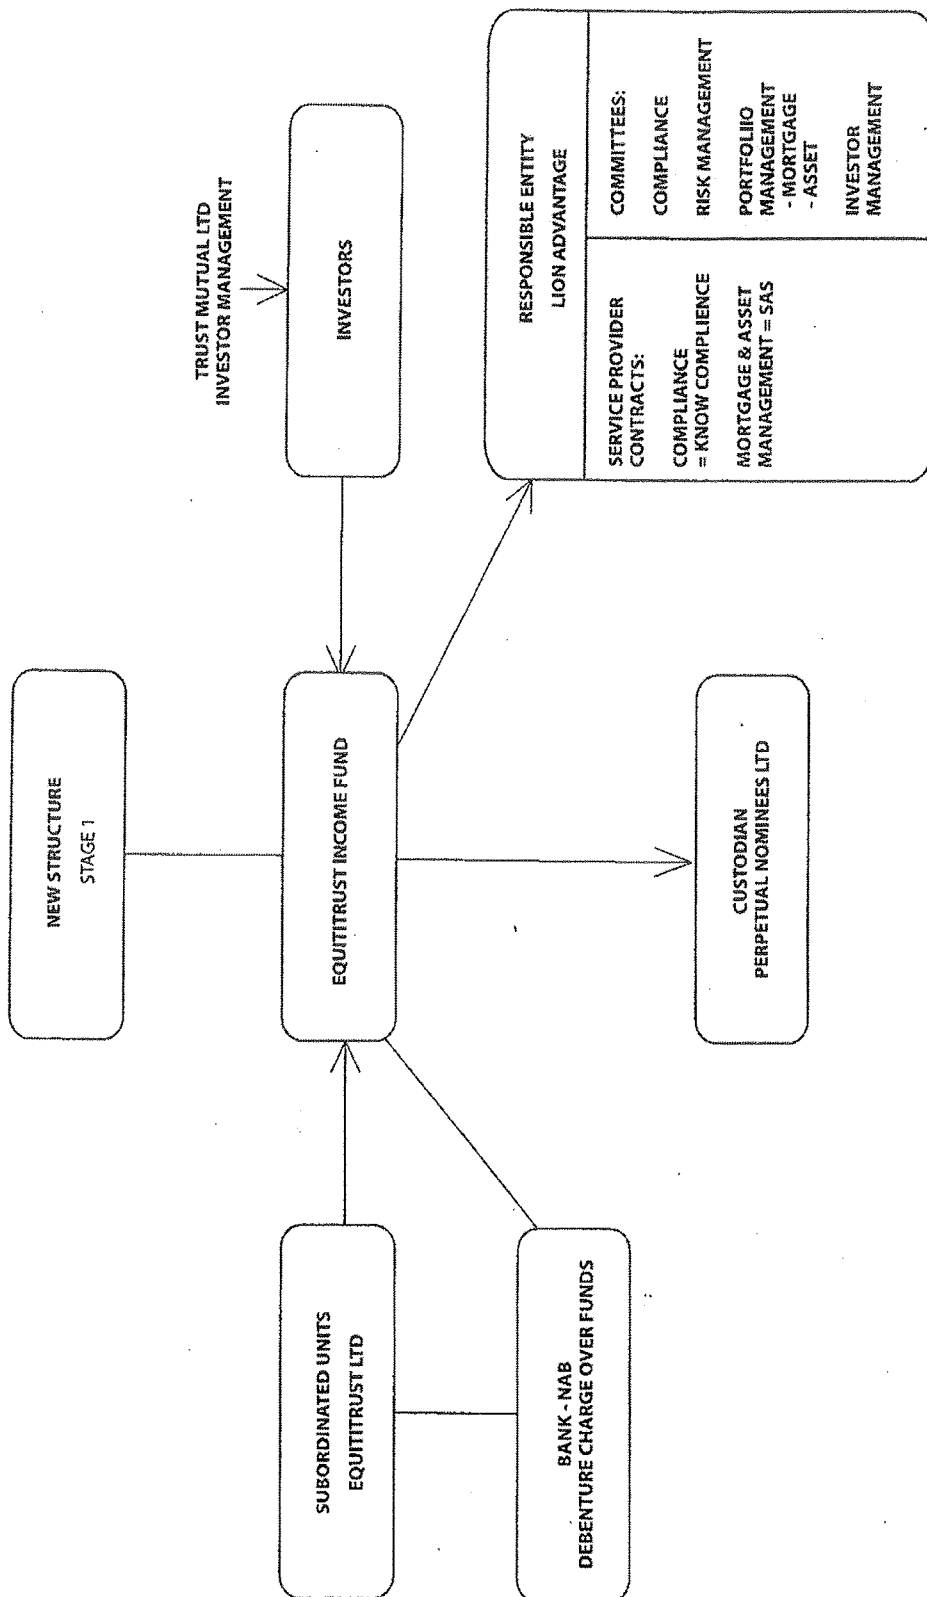 NEW STRUCTURE
STAGE 1
TRUST MUTUAL LTD
INVESTOR MANAGEMENT
SUBORDINATED UNITS
EQUITITRUST LTD
EQUITITRUST INCOME FUND
INVESTORS
BANK - NAB
DEBENTURE CHARGE OVER FUNDS
CUSTODIAN
PERPETUAL NOMINEES LTD
RESPONSIBLE ENTITY
LION ADVANTAGE
SERVICE PROVIDER
CONTRACTS:
COMPLIANCE
= KNOW COMPLIENCE
MORTGAGE & ASSET
MANAGEMENT = SAS
COMMITTEES:
COMPLIANCE
RISK MANAGEMENT
PORTFOLIIO
MANAGEMENT
- MORTGAGE
- ASSET
INVESTOR
MANAGEMENT